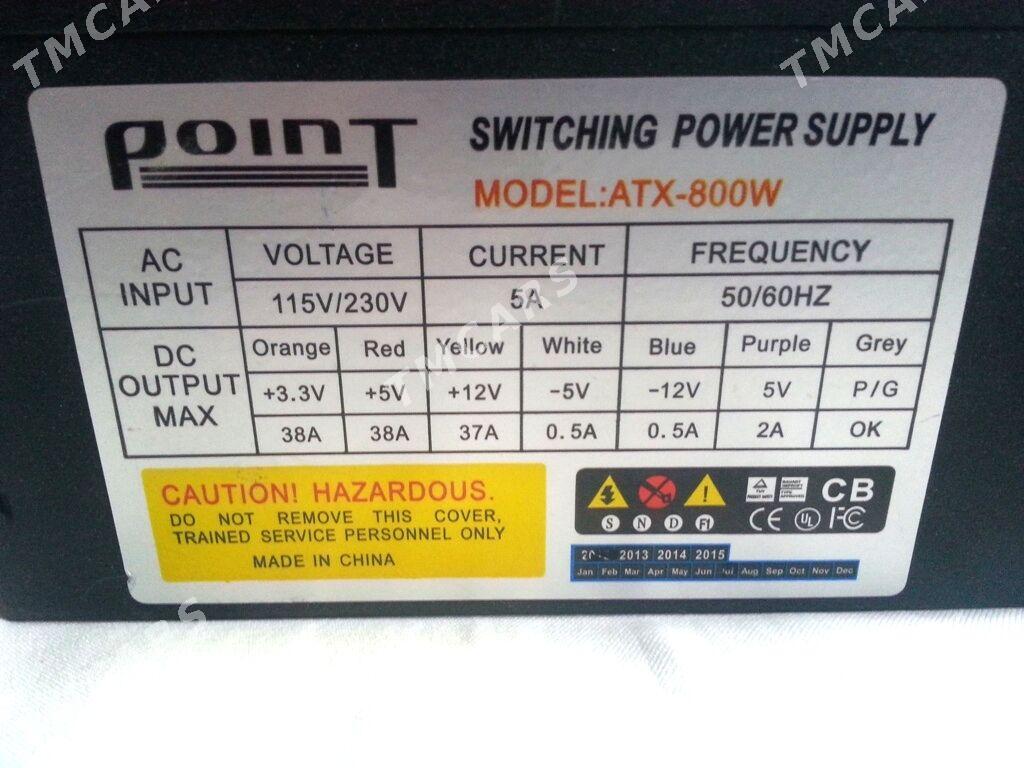 TMCARS
TMCARS
POINT SWITCHING POWER SUPPLY
MODEL:ATX-800W
AC INPUT VOLTAGE CURRENT FREQUENCY
115V/230V 5A 50/60HZ
DC OUTPUT MAX Orange Red Yellow White Blue Purple Grey
+3.3V +5V +12V -5V -12V 5V P/G
38A 38A 37A 0.5A 0.5A 2A OK
TMCARS
CAUTION! HAZARDOUS.
DO NOT REMOVE THIS COVER,
TRAINED SERVICE PERSONNEL ONLY
MADE IN CHINA
CB
S N D FI CE UL FC
2013 2014 2015
Jan Feb Mar Apr May Jun Jul Aug Sep Oct Nov Dec
TMCARS